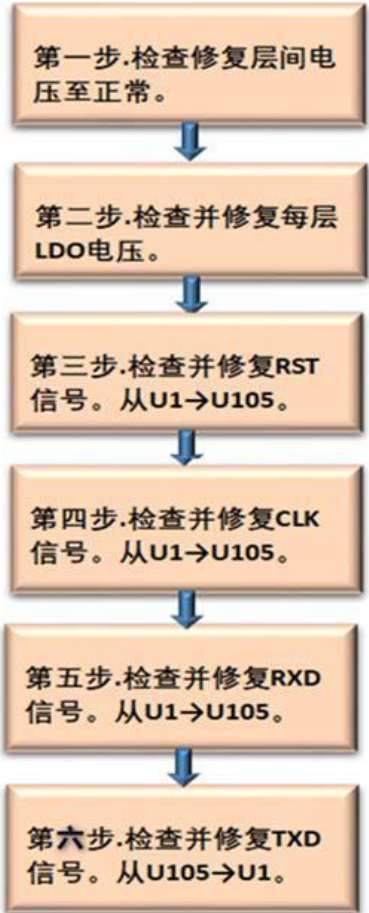 第一步.检查修复层间电
压至正常。
第二步.检查并修复每层
LDO电压。
第三步.检查并修复RST
信号。从U1→U105。
第四步.检查并修复CLK
信号。从U1→U105。
第五步.检查并修复RXD
信号。从U1→U105。
第六步.检查并修复TXD
信号。从U105→U1。